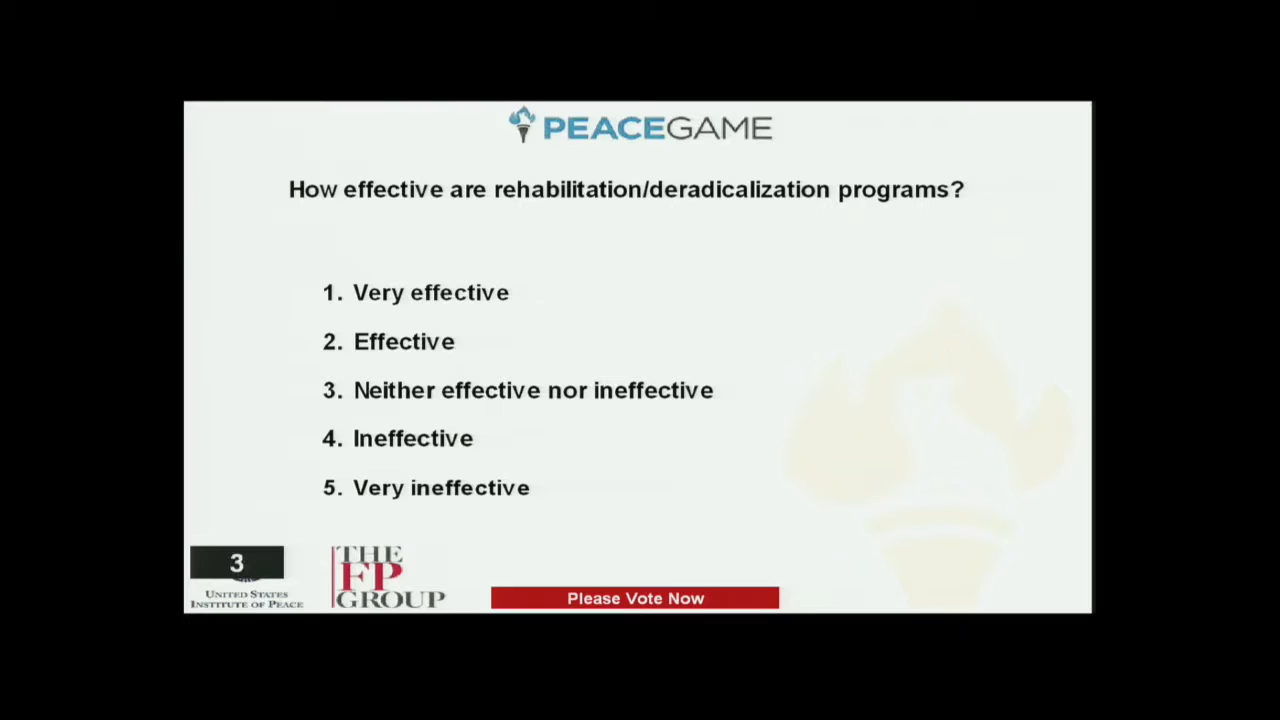 PEACEGAME
How effective are rehabilitation/deradicalization programs?
1. Very effective
2. Effective
3. Neither effective nor ineffective
4. Ineffective
5. Very ineffective
3
UNITED STATES
INSTITUTE OF PEACE
THE
FP
GROUP
Please Vote Now